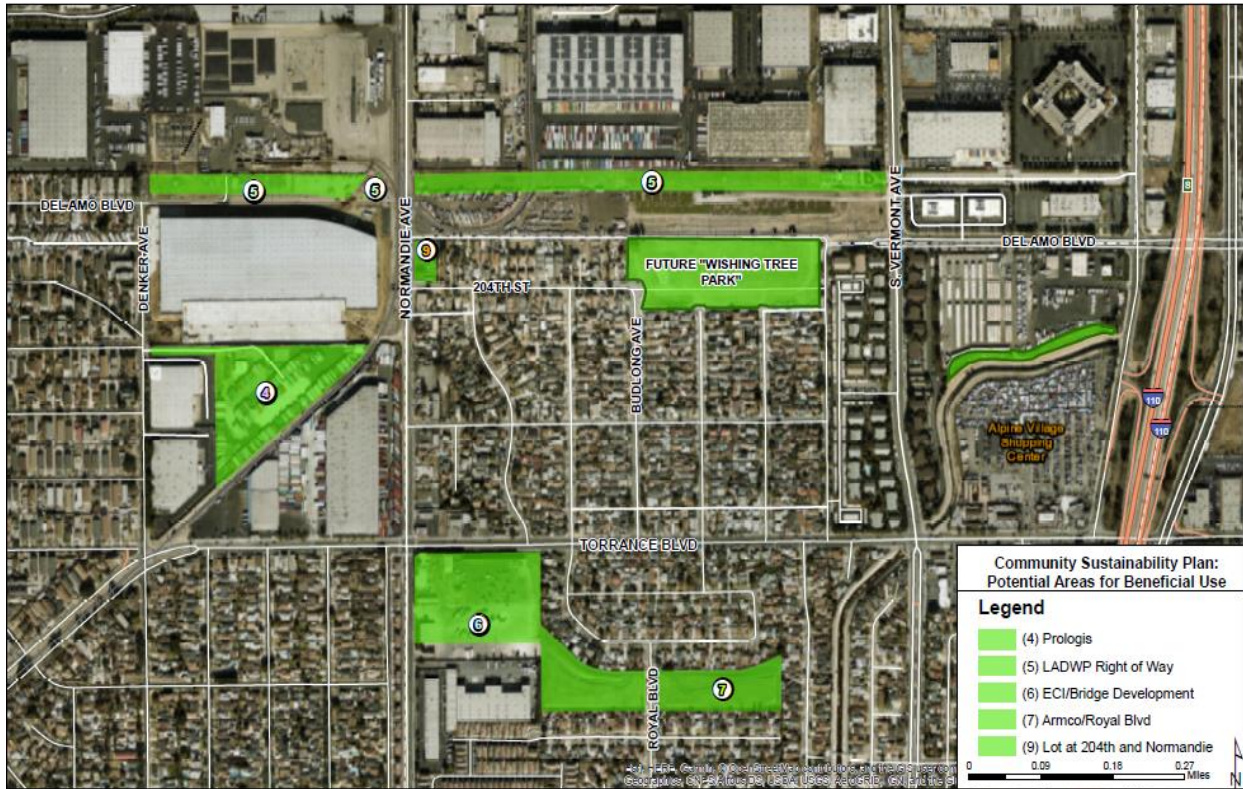 5
5
5
8
DEL AMO BLVD
DENKER AVE
NORMANDIE AVE
S. VERMONT AVE
DEL AMO BLVD
9
204TH ST
FUTURE "WISHING TREE
PARK"
BUDLONG AVE
4
110
110
Alpine Village
Shopping
Center
TORRANCE BLVD
6
7
ROYAL BLVD
Community Sustainability Plan:
Potential Areas for Beneficial Use
Legend
(4) Prologis
(5) LADWP Right of Way
(6) ECI/Bridge Development
(7) Armco/Royal Blvd
(9) Lot at 204th and Normandie
0 0.09 0.18 0.27
Miles
N